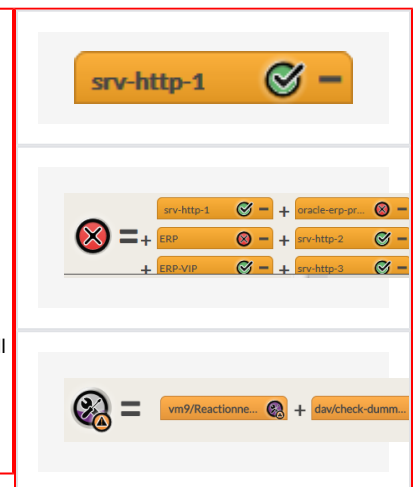 srv-http-1
srv-http-1 + oracle-erp-pr...
= + ERP + srv-http-2
+ ERP-VIP + srv-http-3
l
= vm9/Reactionne... + dav/check-dumm...